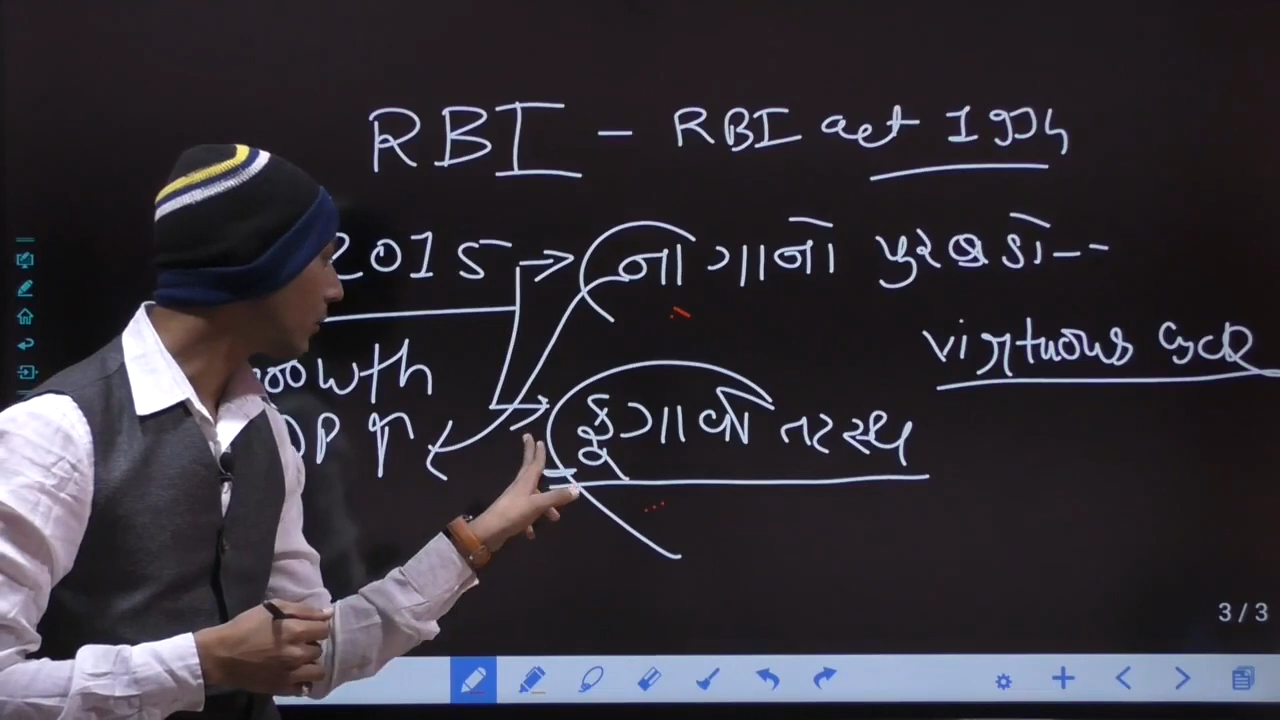 RBI - RBI act 1934
2015 → નાણાનો પુરવઠો--
virtuous cycle
rowth
DP ↑
ફુગાવો તરફ
3 / 3